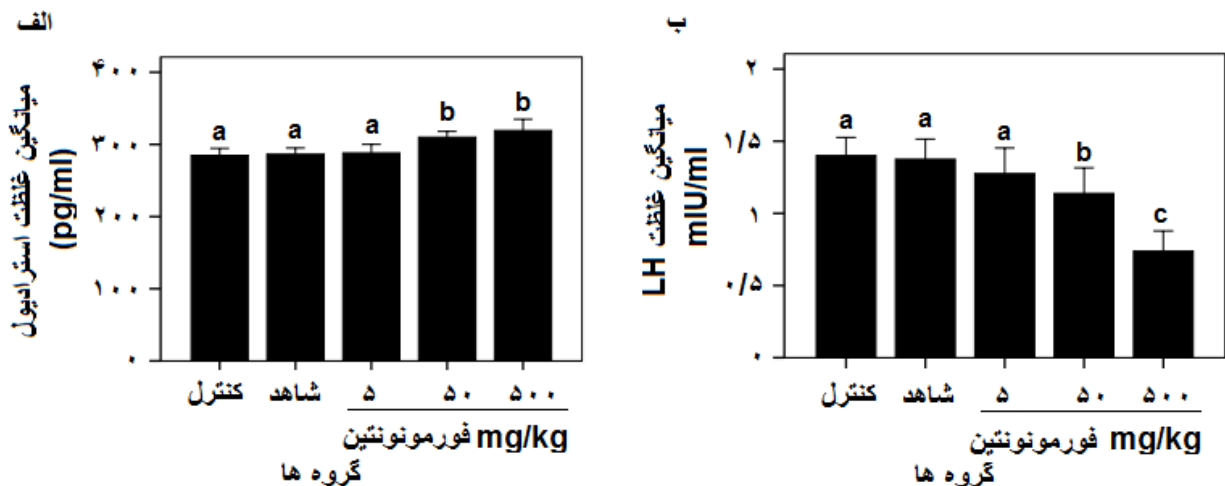 الف
میانگین غلظت استرادیول
(pg/ml)
۴۰۰
۳۰۰
۲۰۰
۱۰۰
۰
a a a b b
کنترل شاهد ۵ ۵۰ ۵۰۰
فورمونونتین mg/kg
گروه ها
ب
میانگین غلظت LH
mIU/ml
۲
۱/۵
۱
۰/۵
۰
a a a b c
کنترل شاهد ۵ ۵۰ ۵۰۰
فورمونونتین mg/kg
گروه ها